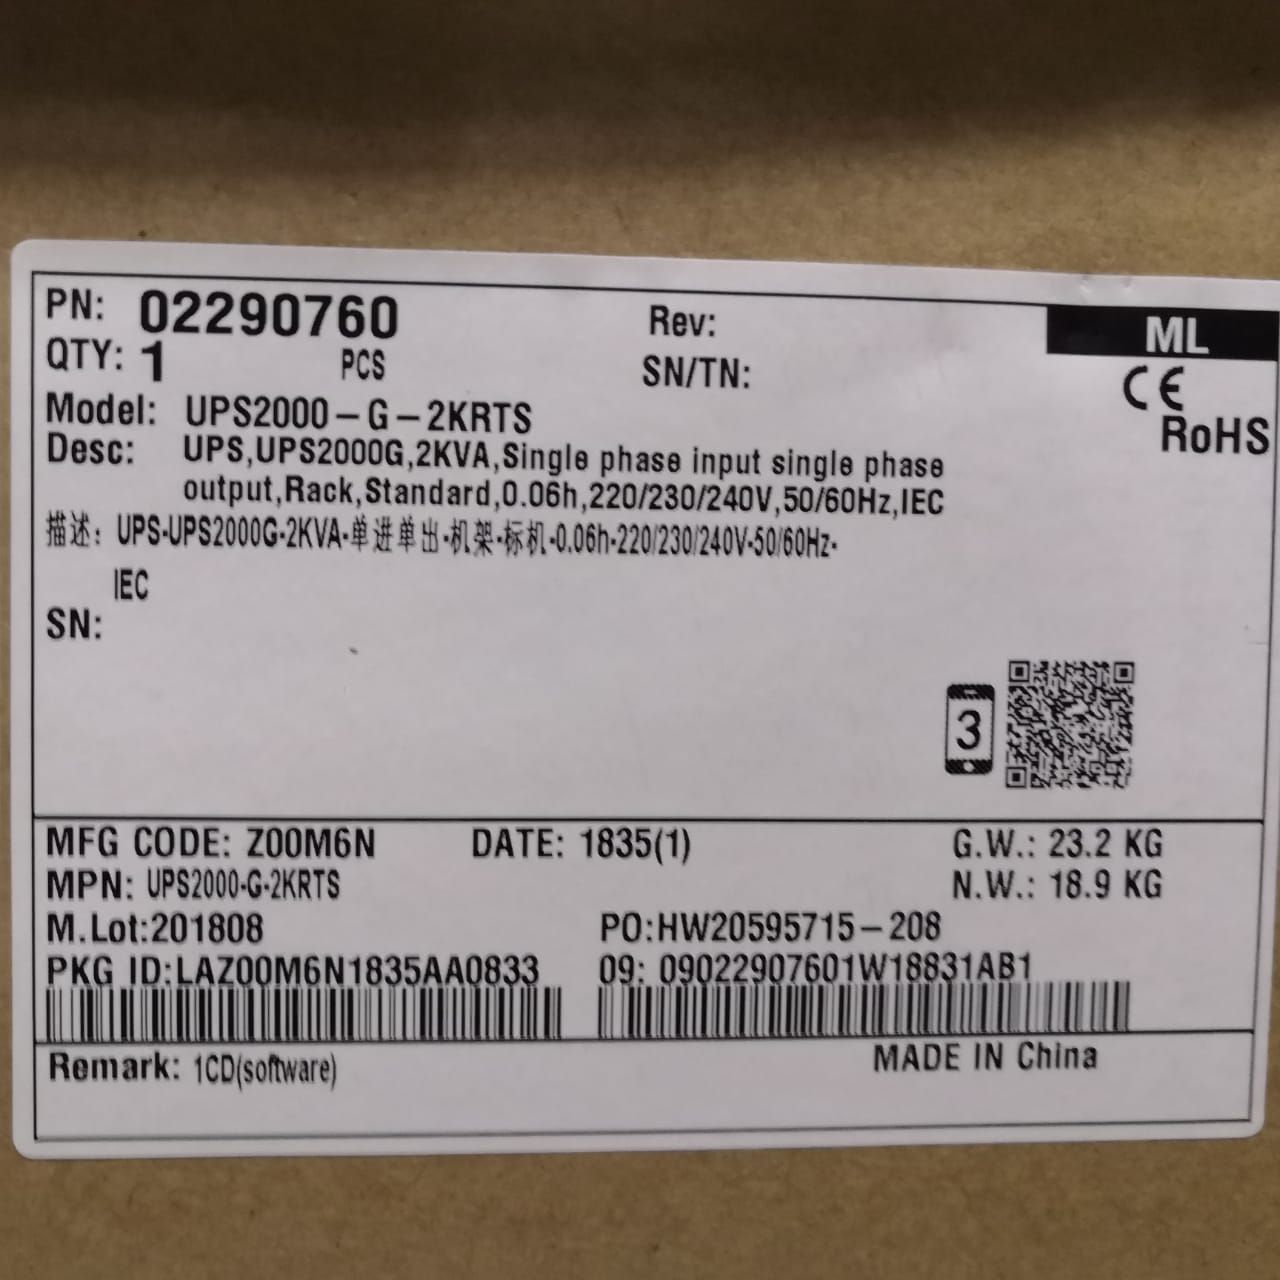 PN: 02290760 Rev: ML
QTY: 1 PCS SN/TN: CE
Model: UPS2000-G-2KRTS RoHS
Desc: UPS,UPS2000G,2KVA,Single phase input single phase
output,Rack,Standard,0.06h,220/230/240V,50/60Hz,IEC
描述: UPS-UPS2000G-2KVA-单进单出-机架-标机-0.06h-220/230/240V-50/60Hz-
IEC
SN:
3
MFG CODE: Z00M6N DATE: 1835(1) G.W.: 23.2 KG
MPN: UPS2000-G-2KRTS N.W.: 18.9 KG
M.Lot:201808 PO:HW20595715-208
PKG ID:LAZ00M6N1835AA0833 09: 09022907601W18831AB1
Remark: 1CD(software) MADE IN China